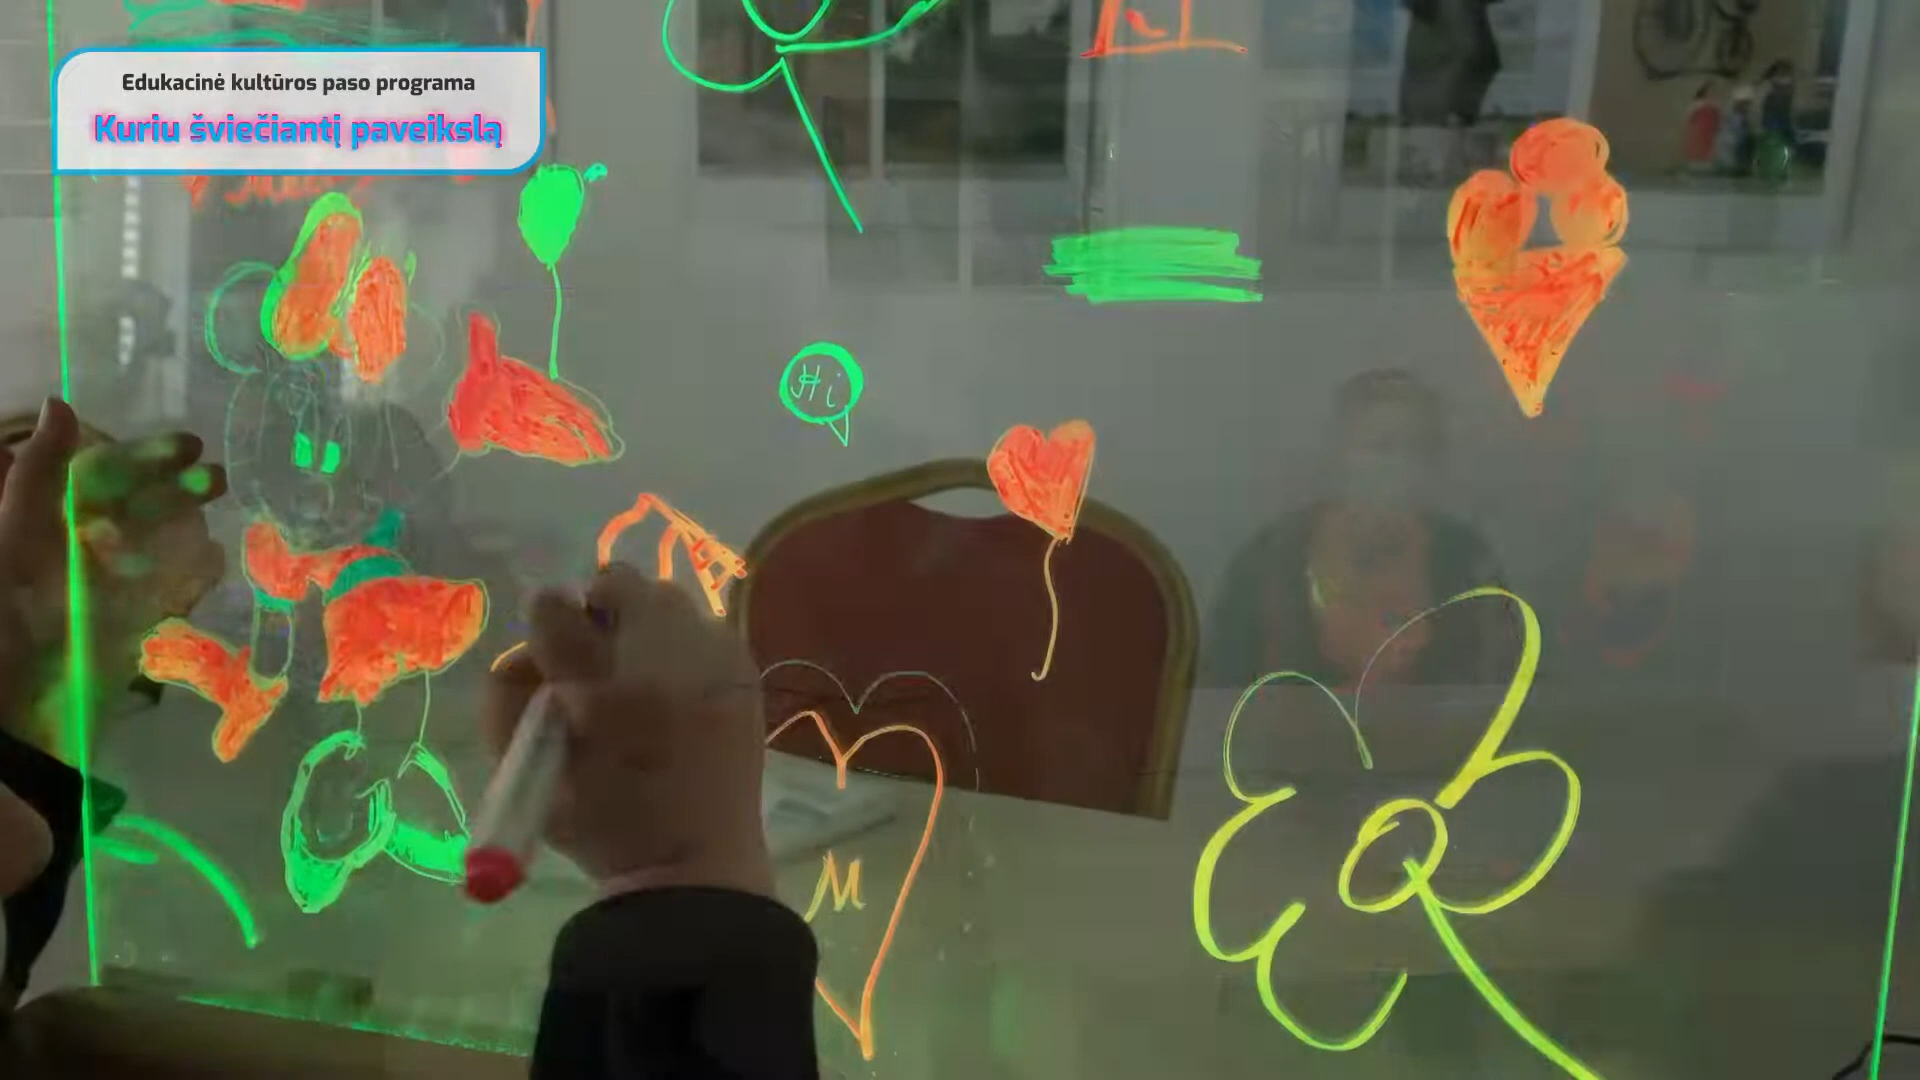 Edukacinė kultūros paso programa
Kuriu šviečiantį paveikslą
Hi
M